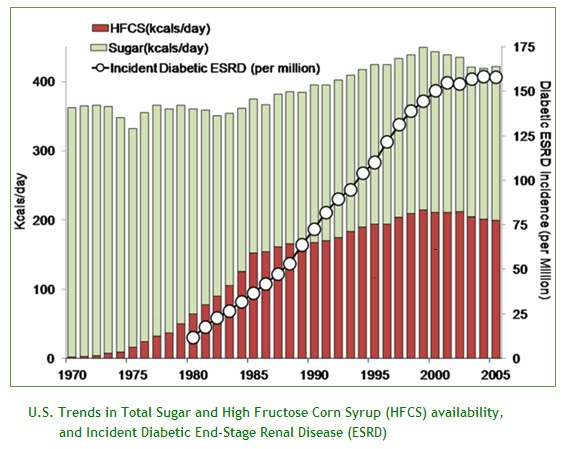 HFCS(kcals/day)
Sugar(kcals/day)
Incident Diabetic ESRD (per million)
400
300
200
100
0
Kcals/day
175
150
125
100
75
50
25
0
Diabetic ESRD Incidence (per Million)
1970 1975 1980 1985 1990 1995 2000 2005
U.S. Trends in Total Sugar and High Fructose Corn Syrup (HFCS) availability,
and Incident Diabetic End-Stage Renal Disease (ESRD)